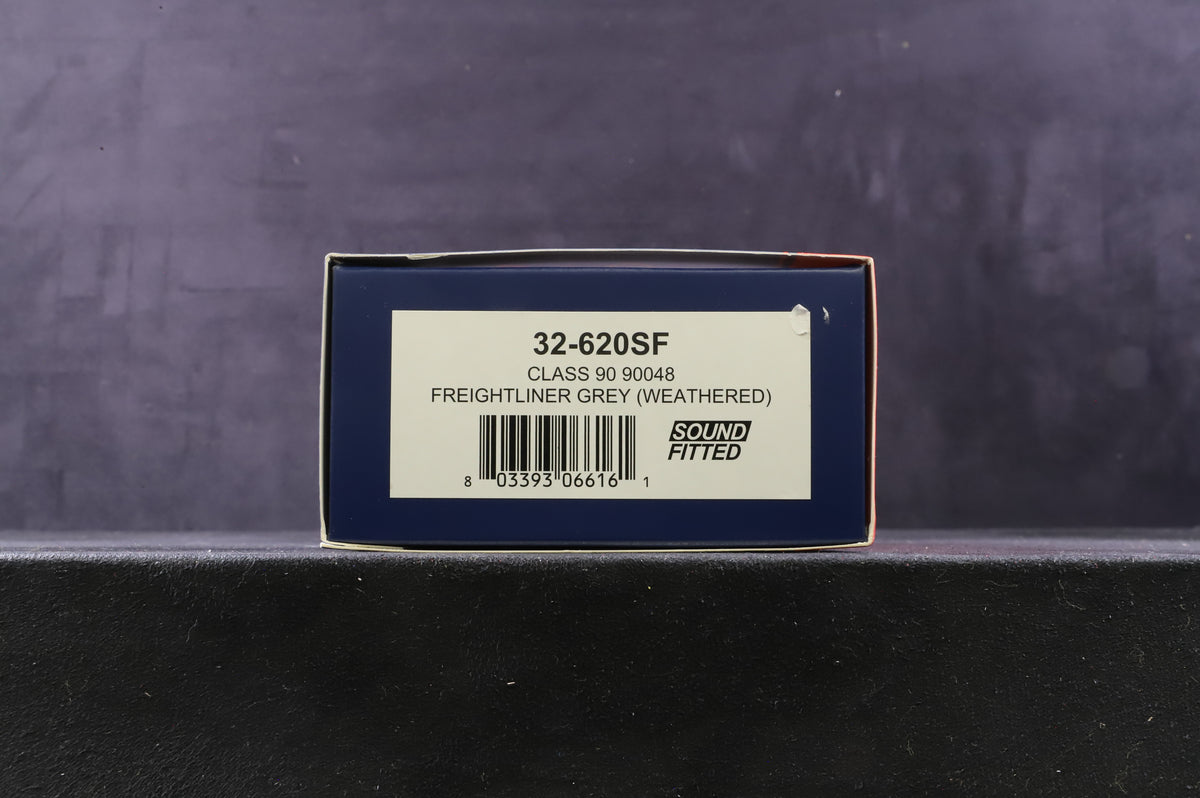 32-620SF
CLASS 90 90048
FREIGHTLINER GREY (WEATHERED)
SOUND
FITTED
8 03393 06616 1